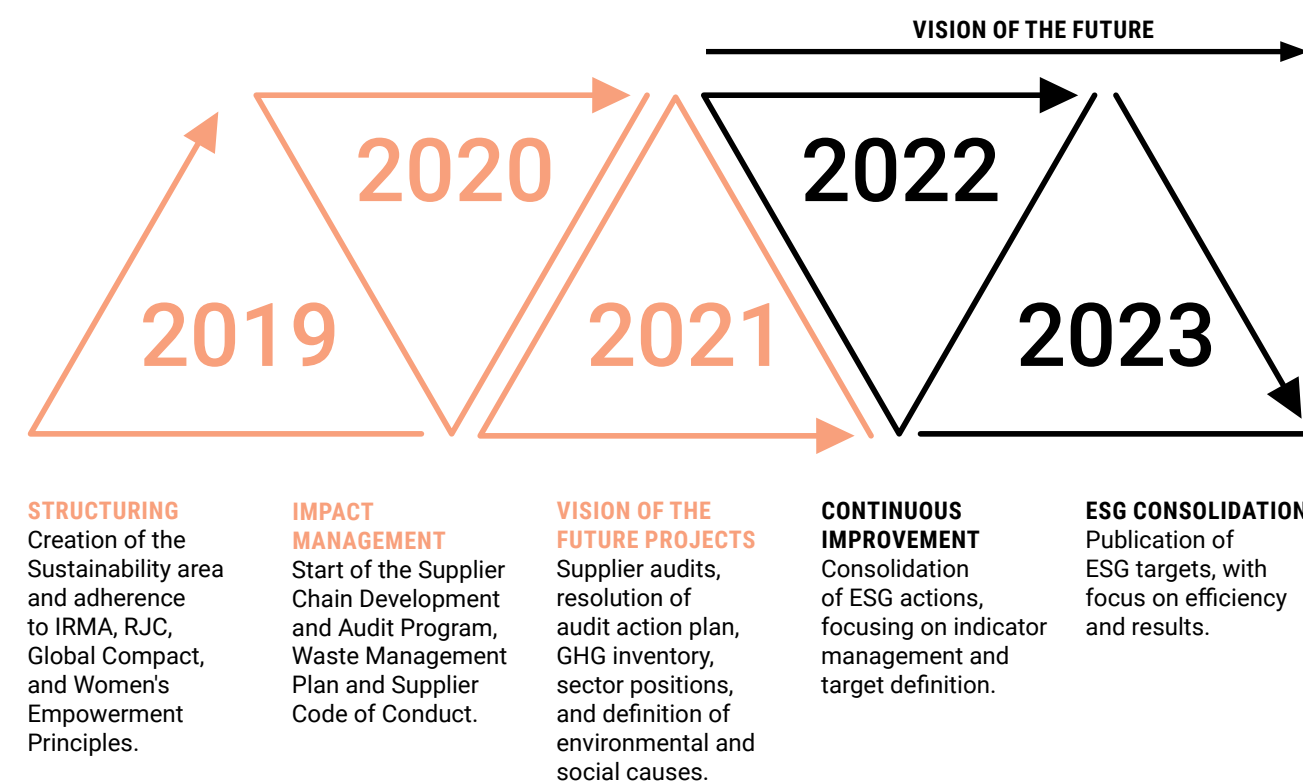 VISION OF THE FUTURE
2020
2022
2019
2021
2023
STRUCTURING
Creation of the
Sustainability area
and adherence
to IRMA, RJC,
Global Compact,
and Women's
Empowerment
Principles.
IMPACT
MANAGEMENT
Start of the Supplier
Chain Development
and Audit Program,
Waste Management
Plan and Supplier
Code of Conduct.
VISION OF THE
FUTURE PROJECTS
Supplier audits,
resolution of
audit action plan,
GHG inventory,
sector positions,
and definition of
environmental and
social causes.
CONTINUOUS
IMPROVEMENT
Consolidation
of ESG actions,
focusing on indicator
management and
target definition.
ESG CONSOLIDATION
Publication of
ESG targets, with
focus on efficiency
and results.